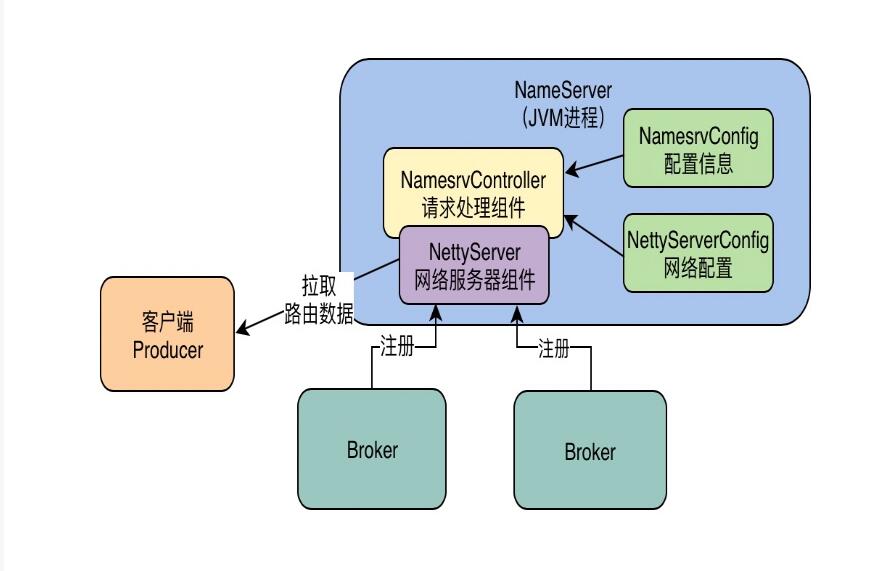 NameServer
（JVM进程）
NamesrvConfig
配置信息
NamesrvController
请求处理组件
NettyServerConfig
网络配置
NettyServer
网络服务器组件
拉取
路由数据
客户端
Producer
注册
注册
Broker
Broker